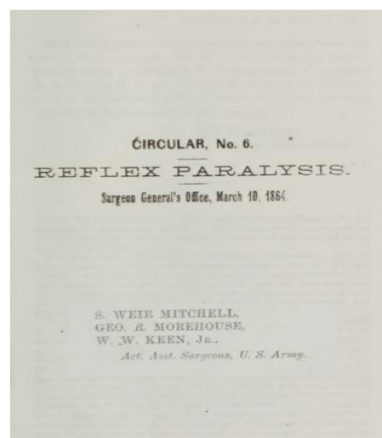 CIRCULAR, No. 6.
REFLEX PARALYSIS.
Surgeon General's Office, March 10, 1864.
S. WEIR MITCHELL,
GEO. R. MOREHOUSE,
W. W. KEEN, JR.,
Act. Asst. Surgeons, U. S. Army.